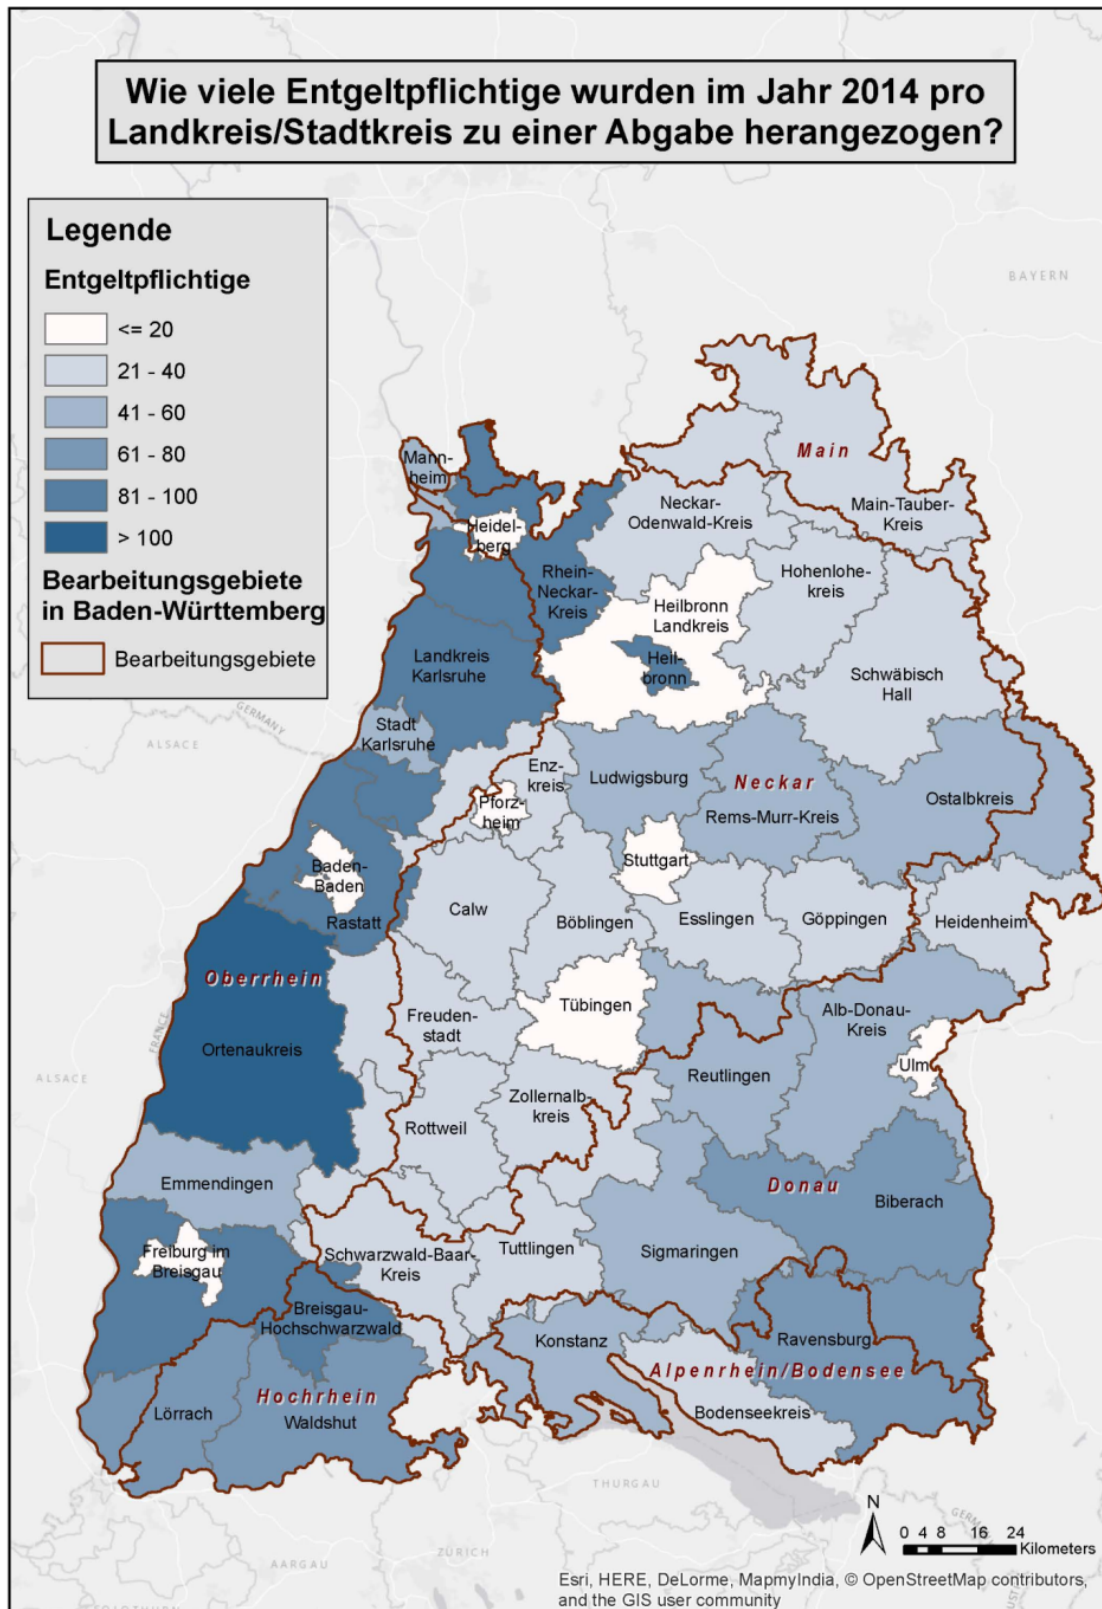 Wie viele Entgeltpflichtige wurden im Jahr 2014 pro
Landkreis/Stadtkreis zu einer Abgabe herangezogen?
Legende
Entgeltpflichtige
<= 20
21 - 40
41 - 60
61 - 80
81 - 100
> 100
Bearbeitungsgebiete
in Baden-Württemberg
Bearbeitungsgebiete
BAYERN
Main
Mann-
heim
Neckar-
Odenwald-Kreis
Main-Tauber-
Kreis
Heidel-
berg
Rhein-
Neckar-
Kreis
Hohenlohe-
kreis
Heilbronn
Landkreis
Landkreis
Karlsruhe
Heil-
bronn
Schwäbisch
Hall
GERMANY
ALSACE
Stadt
Karlsruhe
Enz-
kreis
Ludwigsburg
Neckar
Rems-Murr-Kreis
Ostalbkreis
Pforz-
heim
Baden-
Baden
Stuttgart
Rastatt
Calw
Böblingen
Esslingen
Göppingen
Heidenheim
Oberrhein
FRANCE
Ortenaukreis
Freuden-
stadt
Tübingen
Alb-Donau-
Kreis
ALSACE
Reutlingen
Ulm
Zollernalb-
kreis
Rottweil
Emmendingen
Donau
Biberach
Freiburg im
Breisgau
Schwarzwald-Baar-
Kreis
Tuttlingen
Sigmaringen
Breisgau-
Hochschwarzwald
Konstanz
Ravensburg
Alpenrhein/Bodensee
Hochrhein
Lörrach
Waldshut
Bodenseekreis
THURGAU
N
0 4 8 16 24
Kilometers
ZÜRICH
AARGAU
Esri, HERE, DeLorme, MapmyIndia, © OpenStreetMap contributors,
and the GIS user community